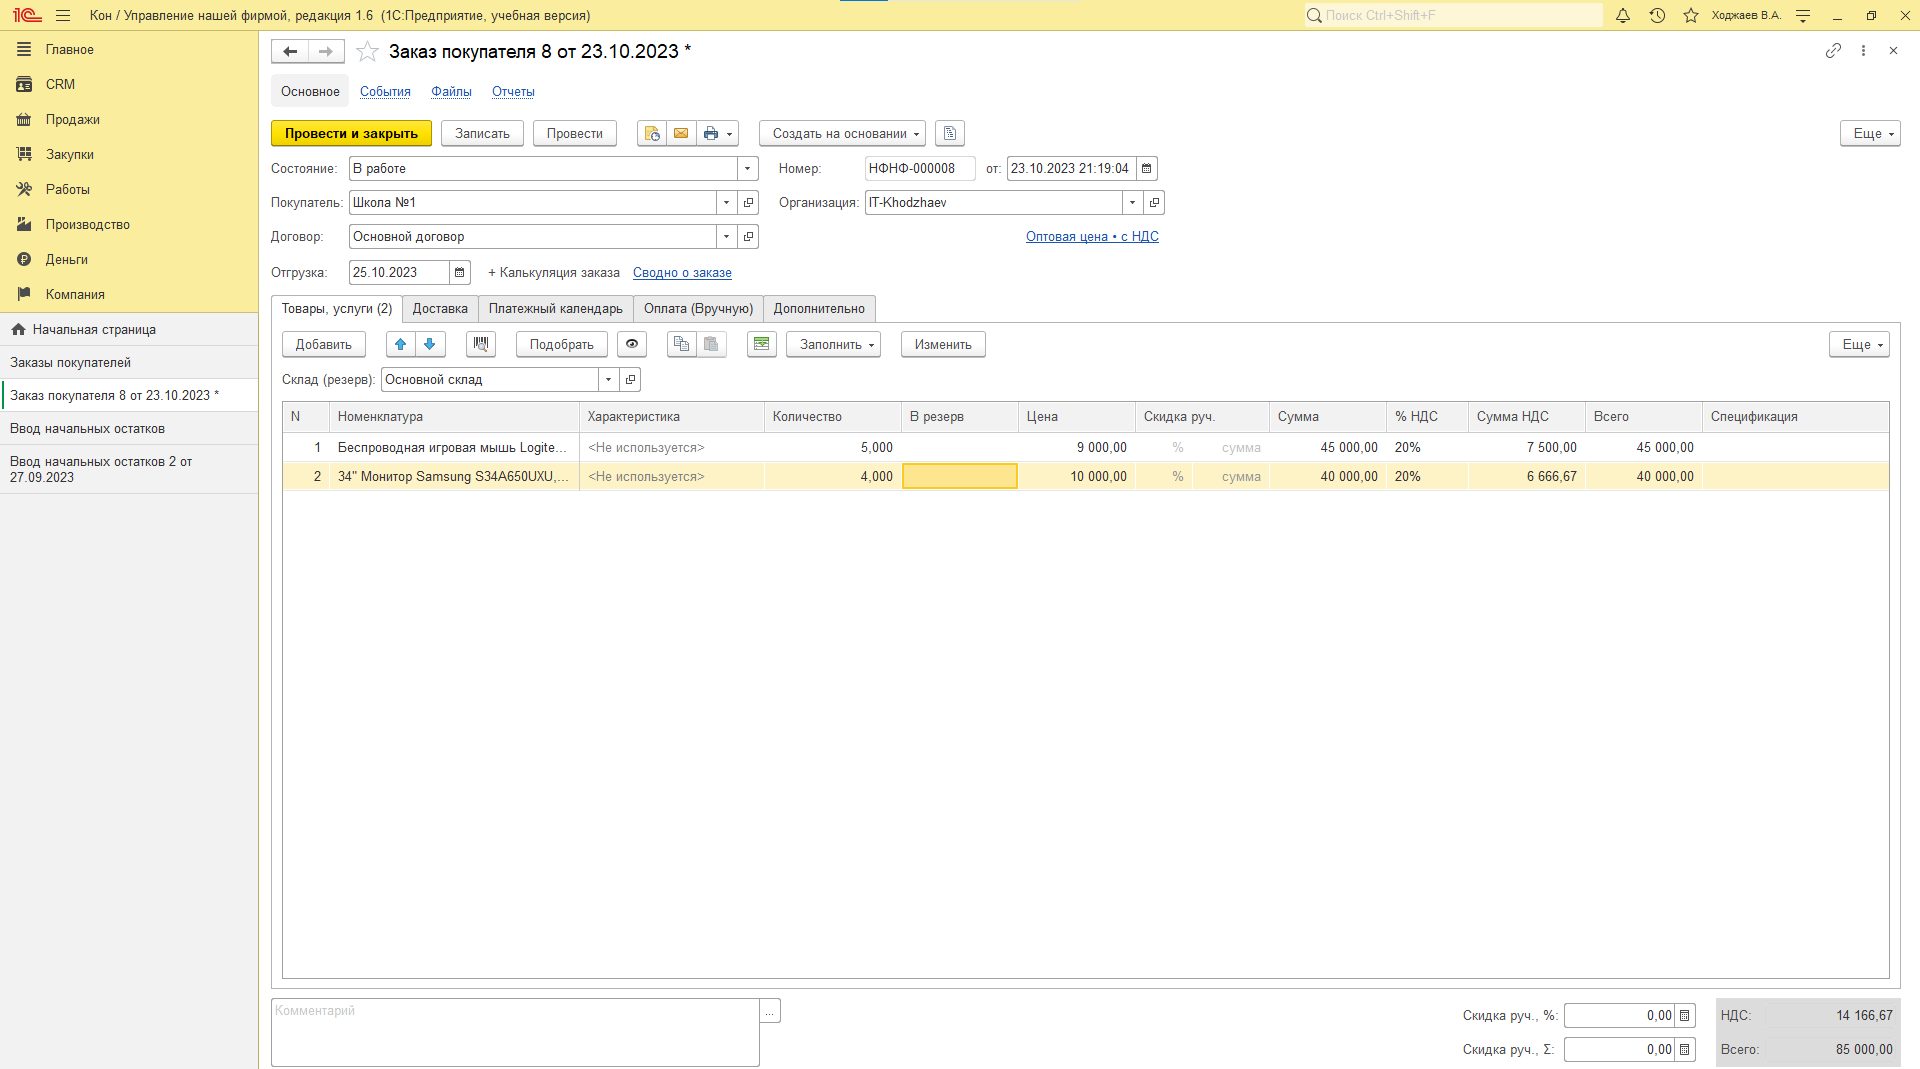 Кон / Управление нашей фирмой, редакция 1.6 (1С:Предприятие, учебная версия)
Поиск Ctrl+Shift+F
Ходжаев В.А.
Главное
CRM
Продажи
Закупки
Работы
Производство
Деньги
Компания
Начальная страница
Заказы покупателей
Заказ покупателя 8 от 23.10.2023 *
Ввод начальных остатков
Ввод начальных остатков 2 от
27.09.2023
Заказ покупателя 8 от 23.10.2023 *
Основное События Файлы Отчеты
Провести и закрыть Записать Провести Создать на основании Еще
Состояние: В работе Номер: НФНФ-000008 от: 23.10.2023 21:19:04
Покупатель: Школа №1 Организация: IT-Khodzhaev
Договор: Основной договор Оптовая цена • с НДС
Отгрузка: 25.10.2023 + Калькуляция заказа Сводно о заказе
Товары, услуги (2) Доставка Платежный календарь Оплата (Вручную) Дополнительно
Добавить Подобрать Заполнить Изменить Еще
Склад (резерв): Основной склад
N Номенклатура Характеристика Количество В резерв Цена Скидка руч. Сумма % НДС Сумма НДС Всего Спецификация
1 Беспроводная игровая мышь Logite... <Не используется> 5,000 9 000,00 % сумма 45 000,00 20% 7 500,00 45 000,00
2 34" Монитор Samsung S34A650UXU,... <Не используется> 4,000 10 000,00 % сумма 40 000,00 20% 6 666,67 40 000,00
Комментарий ...
Скидка руч., %: 0,00 НДС: 14 166,67
Скидка руч., Σ: 0,00 Всего: 85 000,00